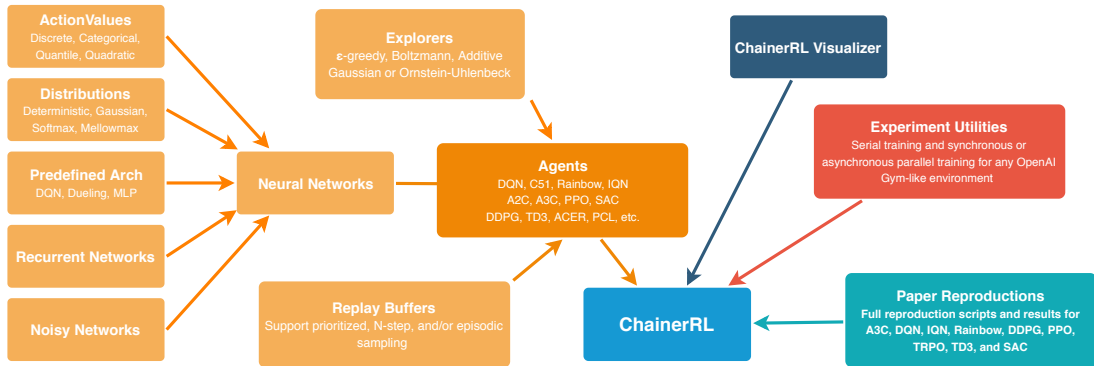 ActionValues
Discrete, Categorical,
Quantile, Quadratic
Distributions
Deterministic, Gaussian,
Softmax, Mellowmax
Predefined Arch
DQN, Dueling, MLP
Recurrent Networks
Noisy Networks
Neural Networks
Explorers
ε-greedy, Boltzmann, Additive
Gaussian or Ornstein-Uhlenbeck
Agents
DQN, C51, Rainbow, IQN
A2C, A3C, PPO, SAC
DDPG, TD3, ACER, PCL, etc.
Replay Buffers
Support prioritized, N-step, and/or episodic
sampling
ChainerRL Visualizer
Experiment Utilities
Serial training and synchronous or
asynchronous parallel training for any OpenAI
Gym-like environment
ChainerRL
Paper Reproductions
Full reproduction scripts and results for
A3C, DQN, IQN, Rainbow, DDPG, PPO,
TRPO, TD3, and SAC